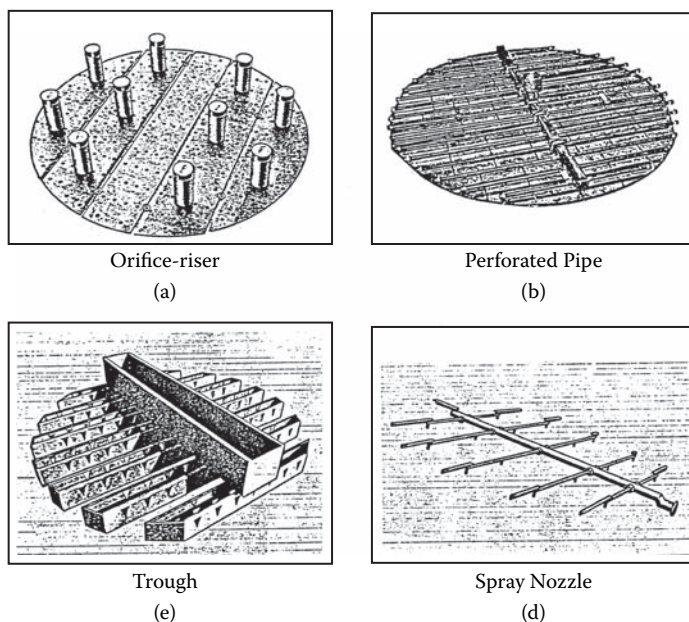 Orifice-riser
(a)
Perforated Pipe
(b)
Trough
(e)
Spray Nozzle
(d)